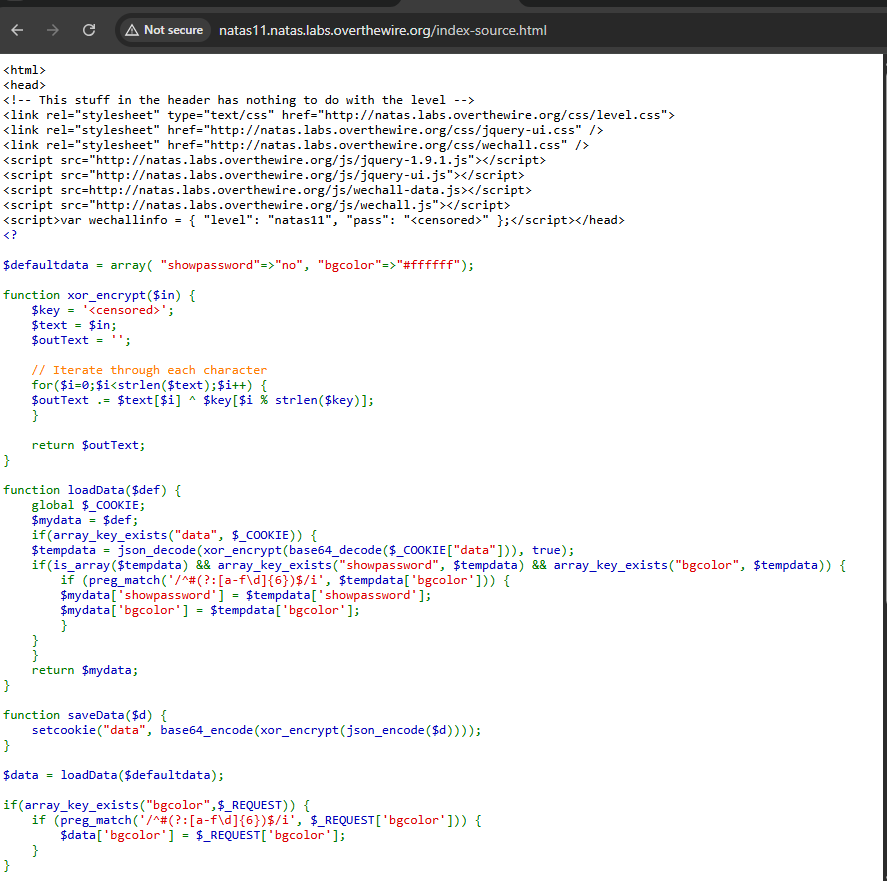 Not secure natas11.natas.labs.overthewire.org/index-source.html
<html>
<head>
<!-- This stuff in the header has nothing to do with the level -->
<link rel="stylesheet" type="text/css" href="http://natas.labs.overthewire.org/css/level.css">
<link rel="stylesheet" href="http://natas.labs.overthewire.org/css/jquery-ui.css" />
<link rel="stylesheet" href="http://natas.labs.overthewire.org/css/wechall.css" />
<script src="http://natas.labs.overthewire.org/js/jquery-1.9.1.js"></script>
<script src="http://natas.labs.overthewire.org/js/jquery-ui.js"></script>
<script src=http://natas.labs.overthewire.org/js/wechall-data.js></script>
<script src="http://natas.labs.overthewire.org/js/wechall.js"></script>
<script>var wechallinfo = { "level": "natas11", "pass": "<censored>" };</script></head>
<?
$defaultdata = array( "showpassword"=>"no", "bgcolor"=>"#ffffff");
function xor_encrypt($in) {
    $key = '<censored>';
    $text = $in;
    $outText = '';
    // Iterate through each character
    for($i=0;$i<strlen($text);$i++) {
    $outText .= $text[$i] ^ $key[$i % strlen($key)];
    }
    return $outText;
}
function loadData($def) {
    global $_COOKIE;
    $mydata = $def;
    if(array_key_exists("data", $_COOKIE)) {
    $tempdata = json_decode(xor_encrypt(base64_decode($_COOKIE["data"])), true);
    if(is_array($tempdata) && array_key_exists("showpassword", $tempdata) && array_key_exists("bgcolor", $tempdata)) {
        if (preg_match('/^#(?:[a-f\d]{6})$/i', $tempdata['bgcolor'])) {
        $mydata['showpassword'] = $tempdata['showpassword'];
        $mydata['bgcolor'] = $tempdata['bgcolor'];
        }
    }
    }
    return $mydata;
}
function saveData($d) {
    setcookie("data", base64_encode(xor_encrypt(json_encode($d))));
}
$data = loadData($defaultdata);
if(array_key_exists("bgcolor",$_REQUEST)) {
    if (preg_match('/^#(?:[a-f\d]{6})$/i', $_REQUEST['bgcolor'])) {
        $data['bgcolor'] = $_REQUEST['bgcolor'];
    }
}